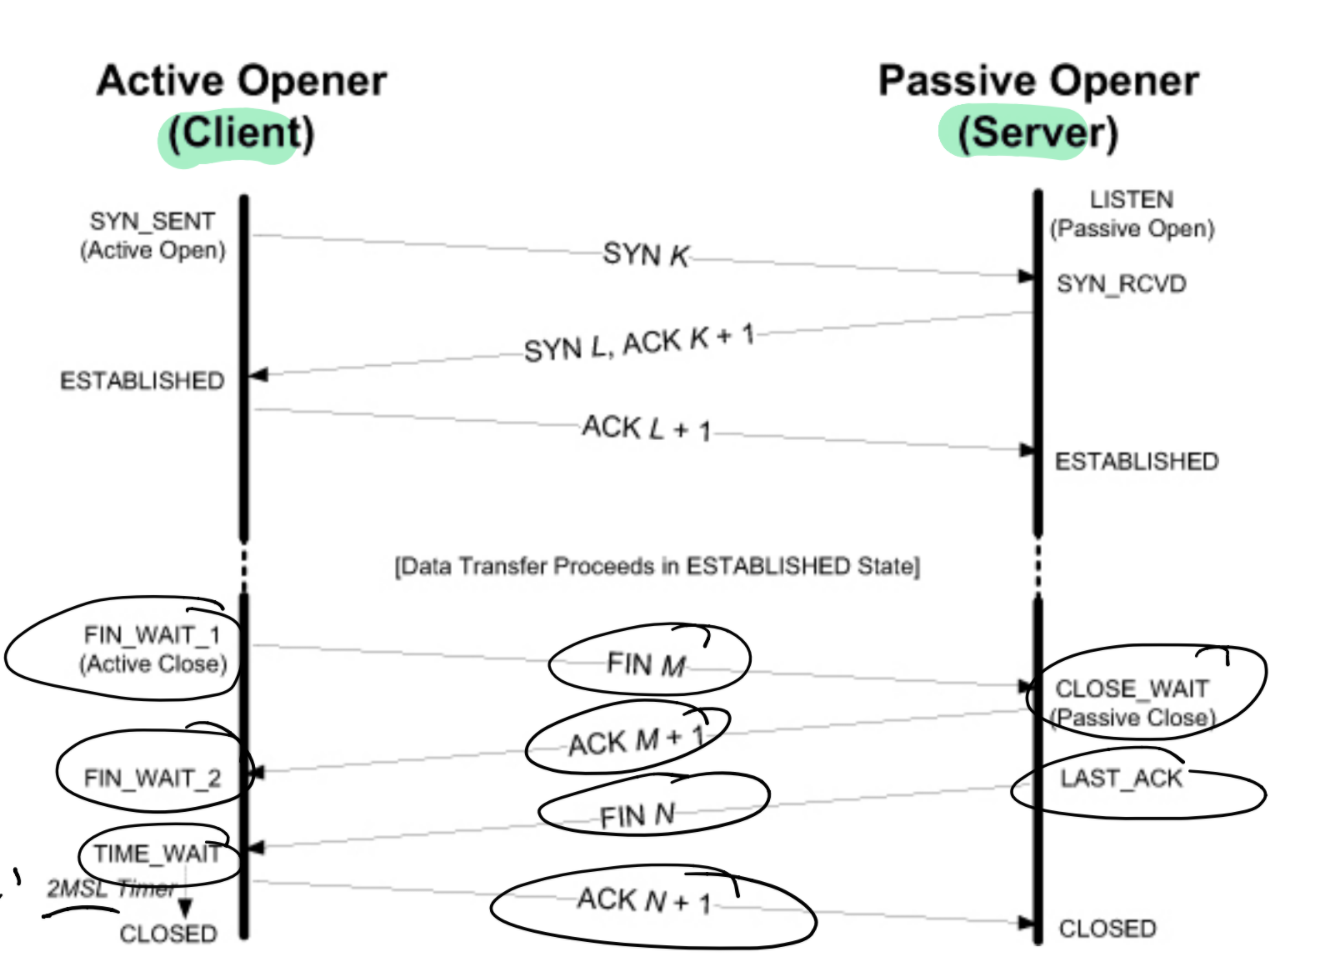 Active Opener
(Client)
Passive Opener
(Server)
SYN_SENT
(Active Open)
LISTEN
(Passive Open)
SYN K
SYN_RCVD
SYN L, ACK K + 1
ESTABLISHED
ACK L + 1
ESTABLISHED
[Data Transfer Proceeds in ESTABLISHED State]
FIN_WAIT_1
(Active Close)
FIN M
CLOSE_WAIT
(Passive Close)
ACK M + 1
FIN_WAIT_2
LAST_ACK
FIN N
TIME_WAIT
2MSL Timer
ACK N + 1
CLOSED
CLOSED